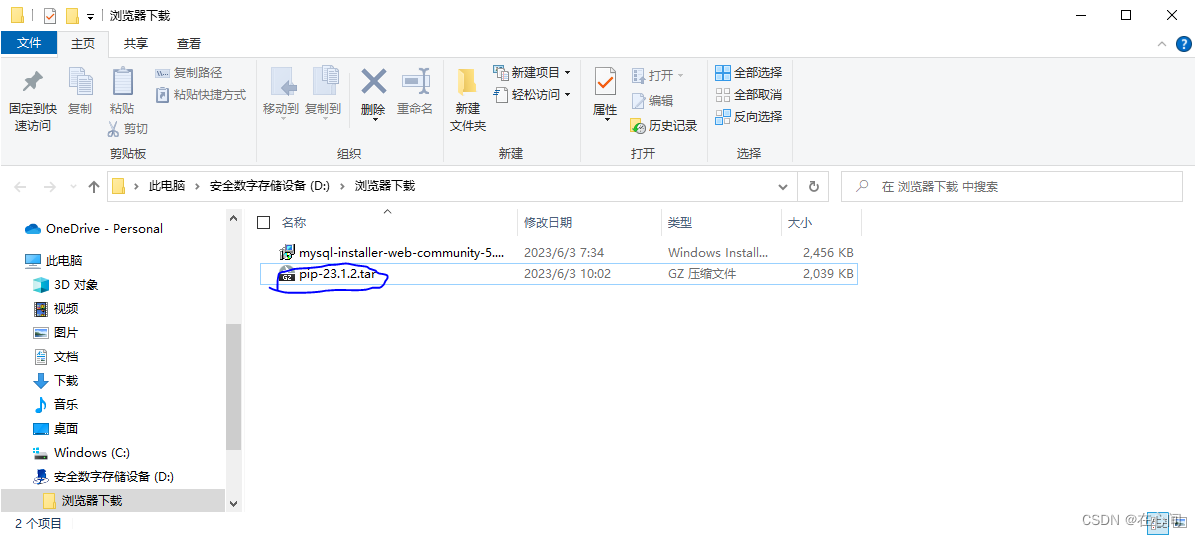 浏览器下载
文件 主页 共享 查看
固定到快速访问
复制
粘贴
复制路径
粘贴快捷方式
剪切
剪贴板
移动到
复制到
删除
重命名
组织
新建文件夹
新建项目
轻松访问
新建
属性
打开
编辑
历史记录
打开
全部选择
全部取消
反向选择
选择
此电脑 › 安全数字存储设备 (D:) › 浏览器下载
在 浏览器下载 中搜索
OneDrive - Personal
此电脑
3D 对象
视频
图片
文档
下载
音乐
桌面
Windows (C:)
安全数字存储设备 (D:)
浏览器下载
名称 修改日期 类型 大小
mysql-installer-web-community-5.... 2023/6/3 7:34 Windows Install... 2,456 KB
GZ pip-23.1.2.tar 2023/6/3 10:02 GZ 压缩文件 2,039 KB
2 个项目
CSDN @在